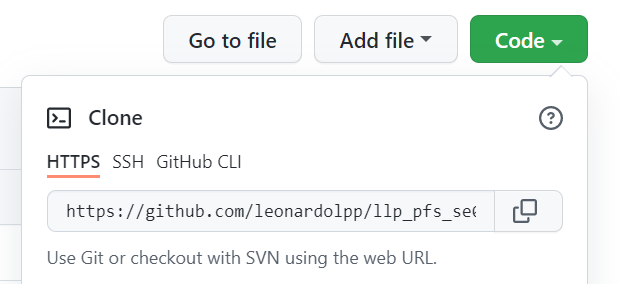 Go to file Add file Code
Clone
HTTPS SSH GitHub CLI
https://github.com/leonardolpp/llp_pfs_se
Use Git or checkout with SVN using the web URL.